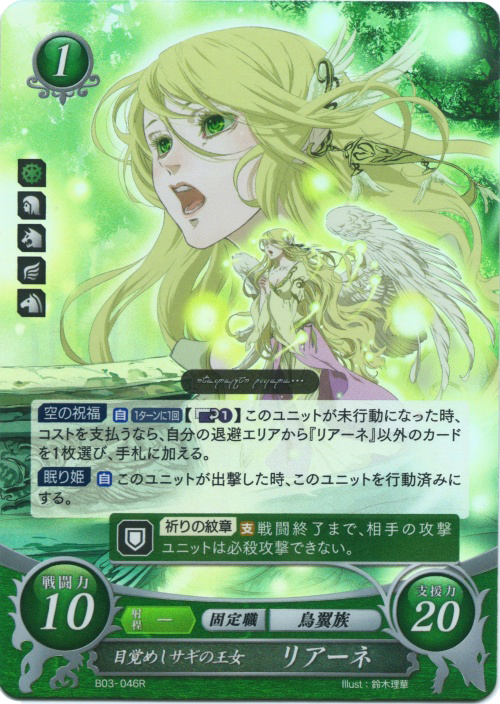 1
空の祝福 自 1ターンに1回【 1】このユニットが未行動になった時、
コストを支払うなら、自分の退避エリアから『リアーネ』以外のカード
を1枚選び、手札に加える。
眠り姫 自 このユニットが出撃した時、このユニットを行動済みに
する。
祈りの紋章 支 戦闘終了まで、相手の攻撃
ユニットは必殺攻撃できない。
戦闘力
10
射程 — 固定職 鳥翼族
支援力
20
目覚めしサギの王女 リアーネ
B03-046R
Illust：鈴木理華